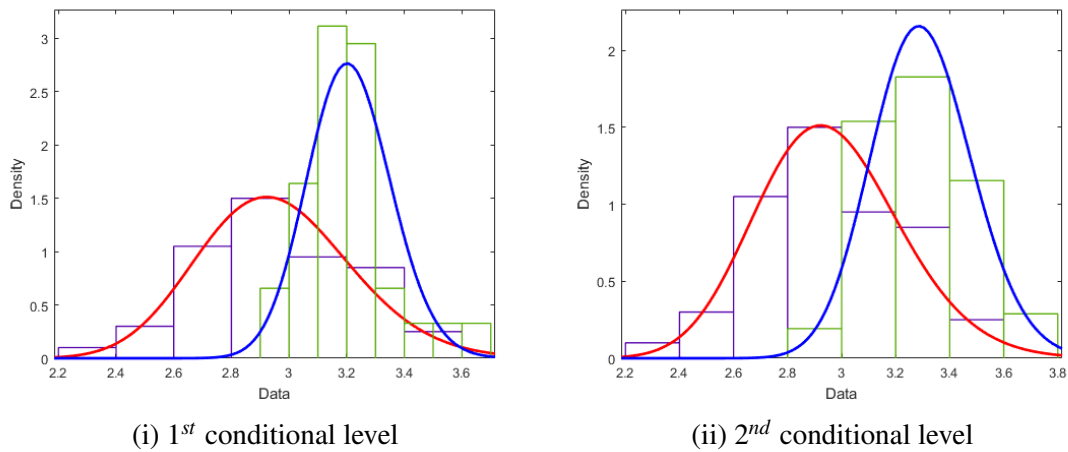 3
2.5
2
1.5
1
0.5
0
Density
2.2 2.4 2.6 2.8 3 3.2 3.4 3.6
Data
(i) 1st conditional level
2
1.5
1
0.5
0
Density
2.2 2.4 2.6 2.8 3 3.2 3.4 3.6 3.8
Data
(ii) 2nd conditional level